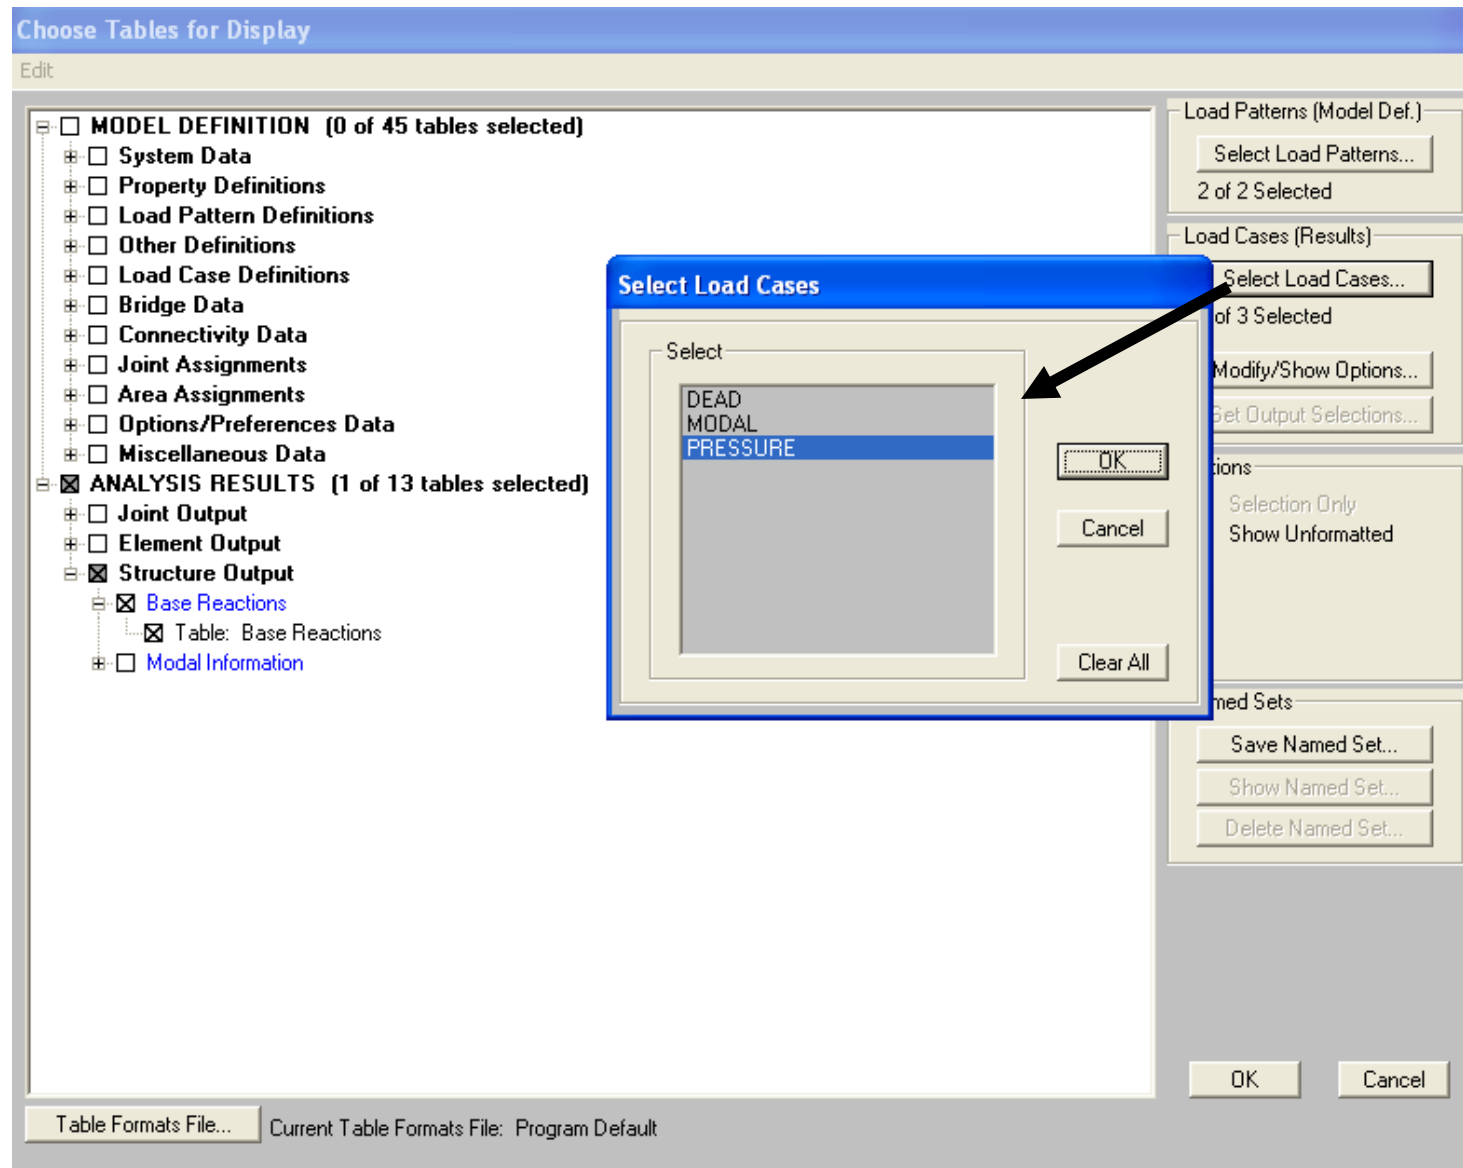 Choose Tables for Display
Edit
MODEL DEFINITION (0 of 45 tables selected)
System Data
Property Definitions
Load Pattern Definitions
Other Definitions
Load Case Definitions
Bridge Data
Connectivity Data
Joint Assignments
Area Assignments
Options/Preferences Data
Miscellaneous Data
ANALYSIS RESULTS (1 of 13 tables selected)
Joint Output
Element Output
Structure Output
Base Reactions
Table: Base Reactions
Modal Information
Select Load Cases
Select
DEAD
MODAL
PRESSURE
OK
Cancel
Clear All
Load Patterns (Model Def.)
Select Load Patterns...
2 of 2 Selected
Load Cases (Results)
Select Load Cases...
of 3 Selected
Modify/Show Options...
Set Output Selections...
tions
Selection Only
Show Unformatted
med Sets
Save Named Set...
Show Named Set...
Delete Named Set...
OK
Cancel
Table Formats File...
Current Table Formats File: Program Default